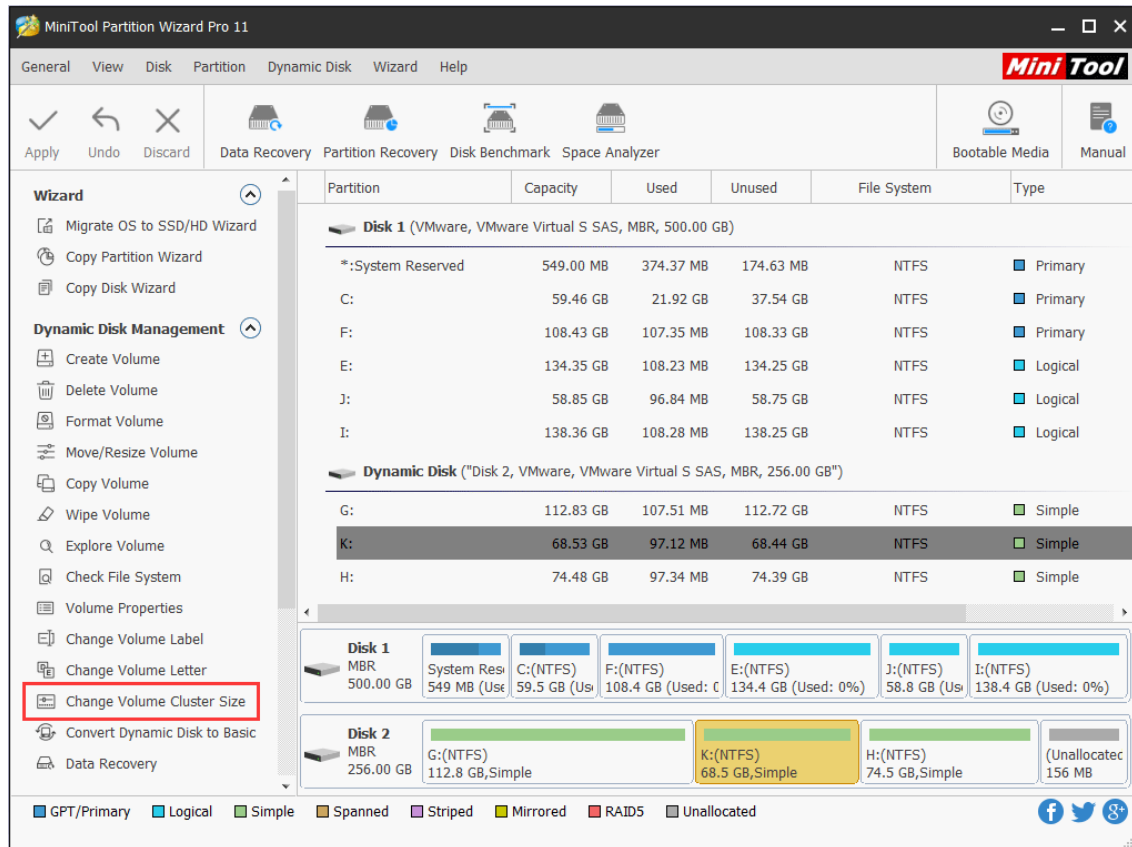 MiniTool Partition Wizard Pro 11
General View Disk Partition Dynamic Disk Wizard Help
Mini Tool
Apply Undo Discard Data Recovery Partition Recovery Disk Benchmark Space Analyzer Bootable Media Manual
Wizard
Migrate OS to SSD/HD Wizard
Copy Partition Wizard
Copy Disk Wizard
Dynamic Disk Management
Create Volume
Delete Volume
Format Volume
Move/Resize Volume
Copy Volume
Wipe Volume
Explore Volume
Check File System
Volume Properties
Change Volume Label
Change Volume Letter
Change Volume Cluster Size
Convert Dynamic Disk to Basic
Data Recovery
Partition Capacity Used Unused File System Type
Disk 1 (VMware, VMware Virtual S SAS, MBR, 500.00 GB)
*:System Reserved 549.00 MB 374.37 MB 174.63 MB NTFS Primary
C: 59.46 GB 21.92 GB 37.54 GB NTFS Primary
F: 108.43 GB 107.35 MB 108.33 GB NTFS Primary
E: 134.35 GB 108.23 MB 134.25 GB NTFS Logical
J: 58.85 GB 96.84 MB 58.75 GB NTFS Logical
I: 138.36 GB 108.28 MB 138.25 GB NTFS Logical
Dynamic Disk ("Disk 2, VMware, VMware Virtual S SAS, MBR, 256.00 GB")
G: 112.83 GB 107.51 MB 112.72 GB NTFS Simple
K: 68.53 GB 97.12 MB 68.44 GB NTFS Simple
H: 74.48 GB 97.34 MB 74.39 GB NTFS Simple
Disk 1
MBR
500.00 GB
System Rese
549 MB (Use
C:(NTFS)
59.5 GB (Us
F:(NTFS)
108.4 GB (Used: 0
E:(NTFS)
134.4 GB (Used: 0%)
J:(NTFS)
58.8 GB (Us
I:(NTFS)
138.4 GB (Used: 0%)
Disk 2
MBR
256.00 GB
G:(NTFS)
112.8 GB,Simple
K:(NTFS)
68.5 GB,Simple
H:(NTFS)
74.5 GB,Simple
(Unallocatec
156 MB
GPT/Primary Logical Simple Spanned Striped Mirrored RAID5 Unallocated
f
g+